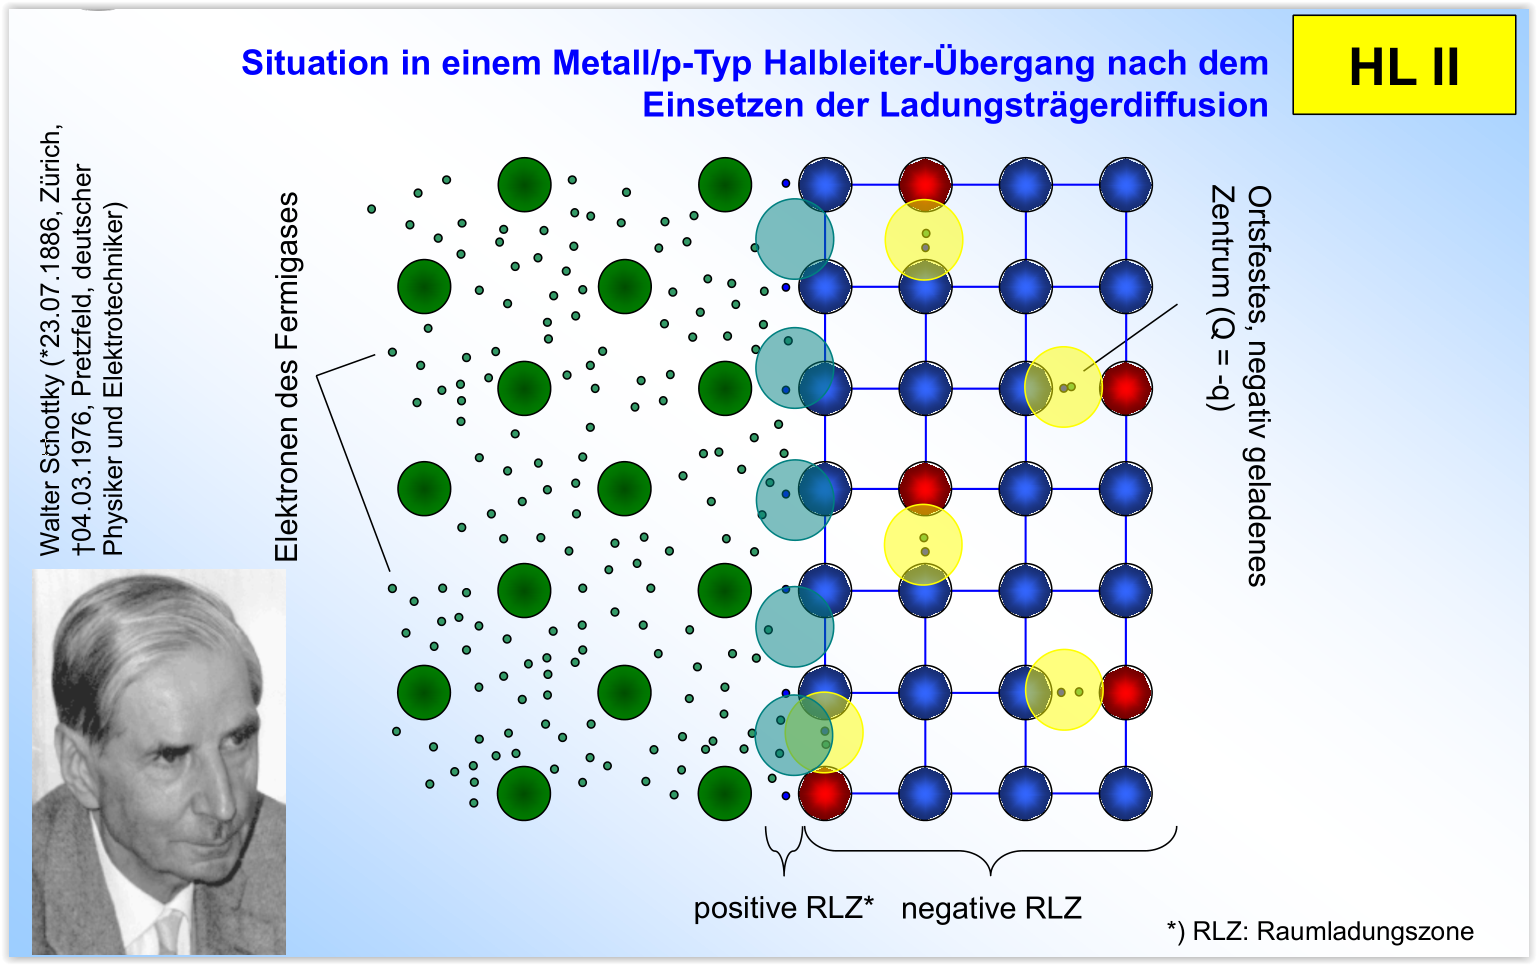 Situation in einem Metall/p-Typ Halbleiter-Übergang nach dem
Einsetzen der Ladungsträgerdiffusion
HL II
Walter Schottky (*23.07.1886, Zürich,
†04.03.1976, Pretzfeld, deutscher
Physiker und Elektrotechniker)
Elektronen des Fermigases
Ortsfestes, negativ geladenes
Zentrum (Q = -q)
positive RLZ*
negative RLZ
*) RLZ: Raumladungszone